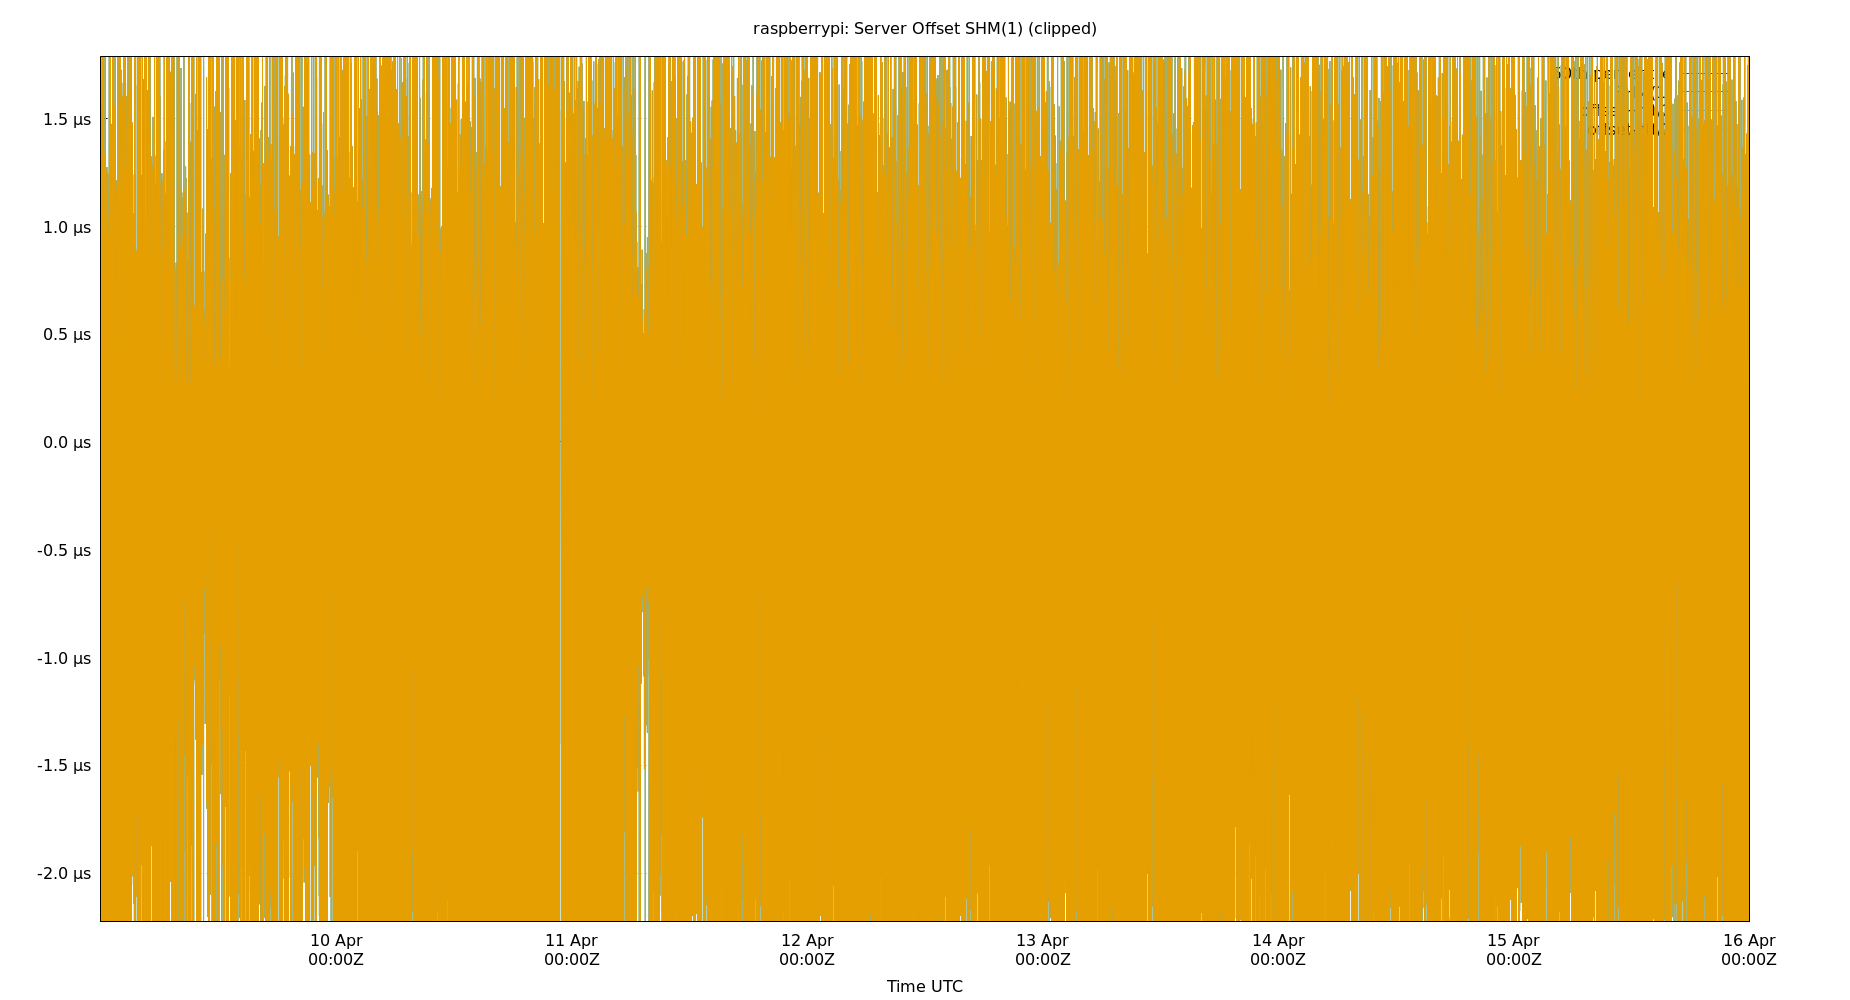 raspberrypi: Server Offset SHM(1) (clipped)
1.5 µs
1.0 µs
0.5 µs
0.0 µs
-0.5 µs
-1.0 µs
-1.5 µs
-2.0 µs
10 Apr
00:00Z
11 Apr
00:00Z
12 Apr
00:00Z
13 Apr
00:00Z
14 Apr
00:00Z
15 Apr
00:00Z
16 Apr
00:00Z
Time UTC